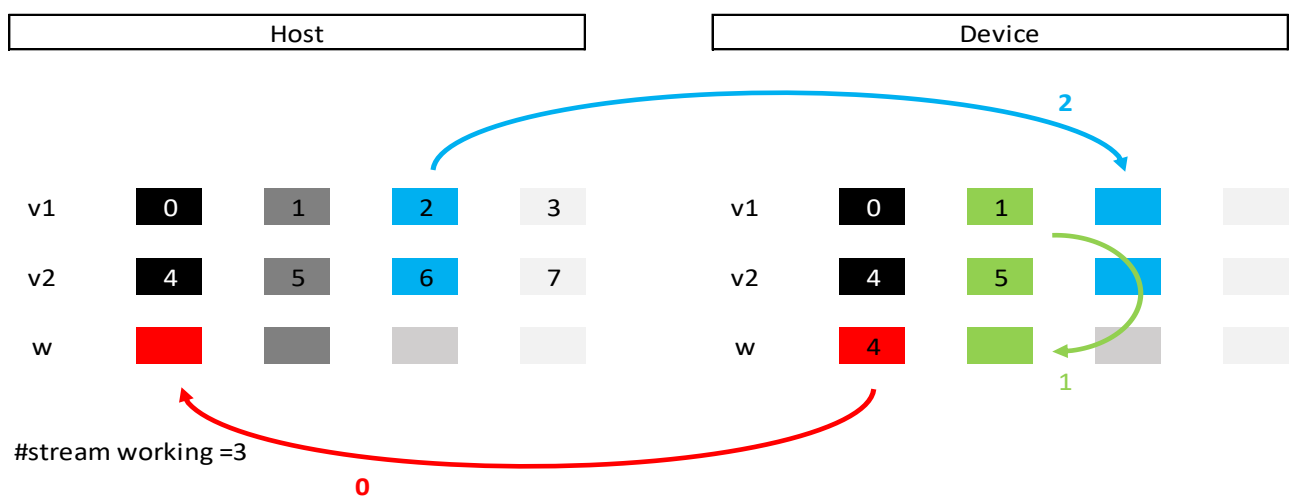 Host Device
2
v1 0 1 2 3 v1 0 1
v2 4 5 6 7 v2 4 5
w w 4
1
#stream working =3
0